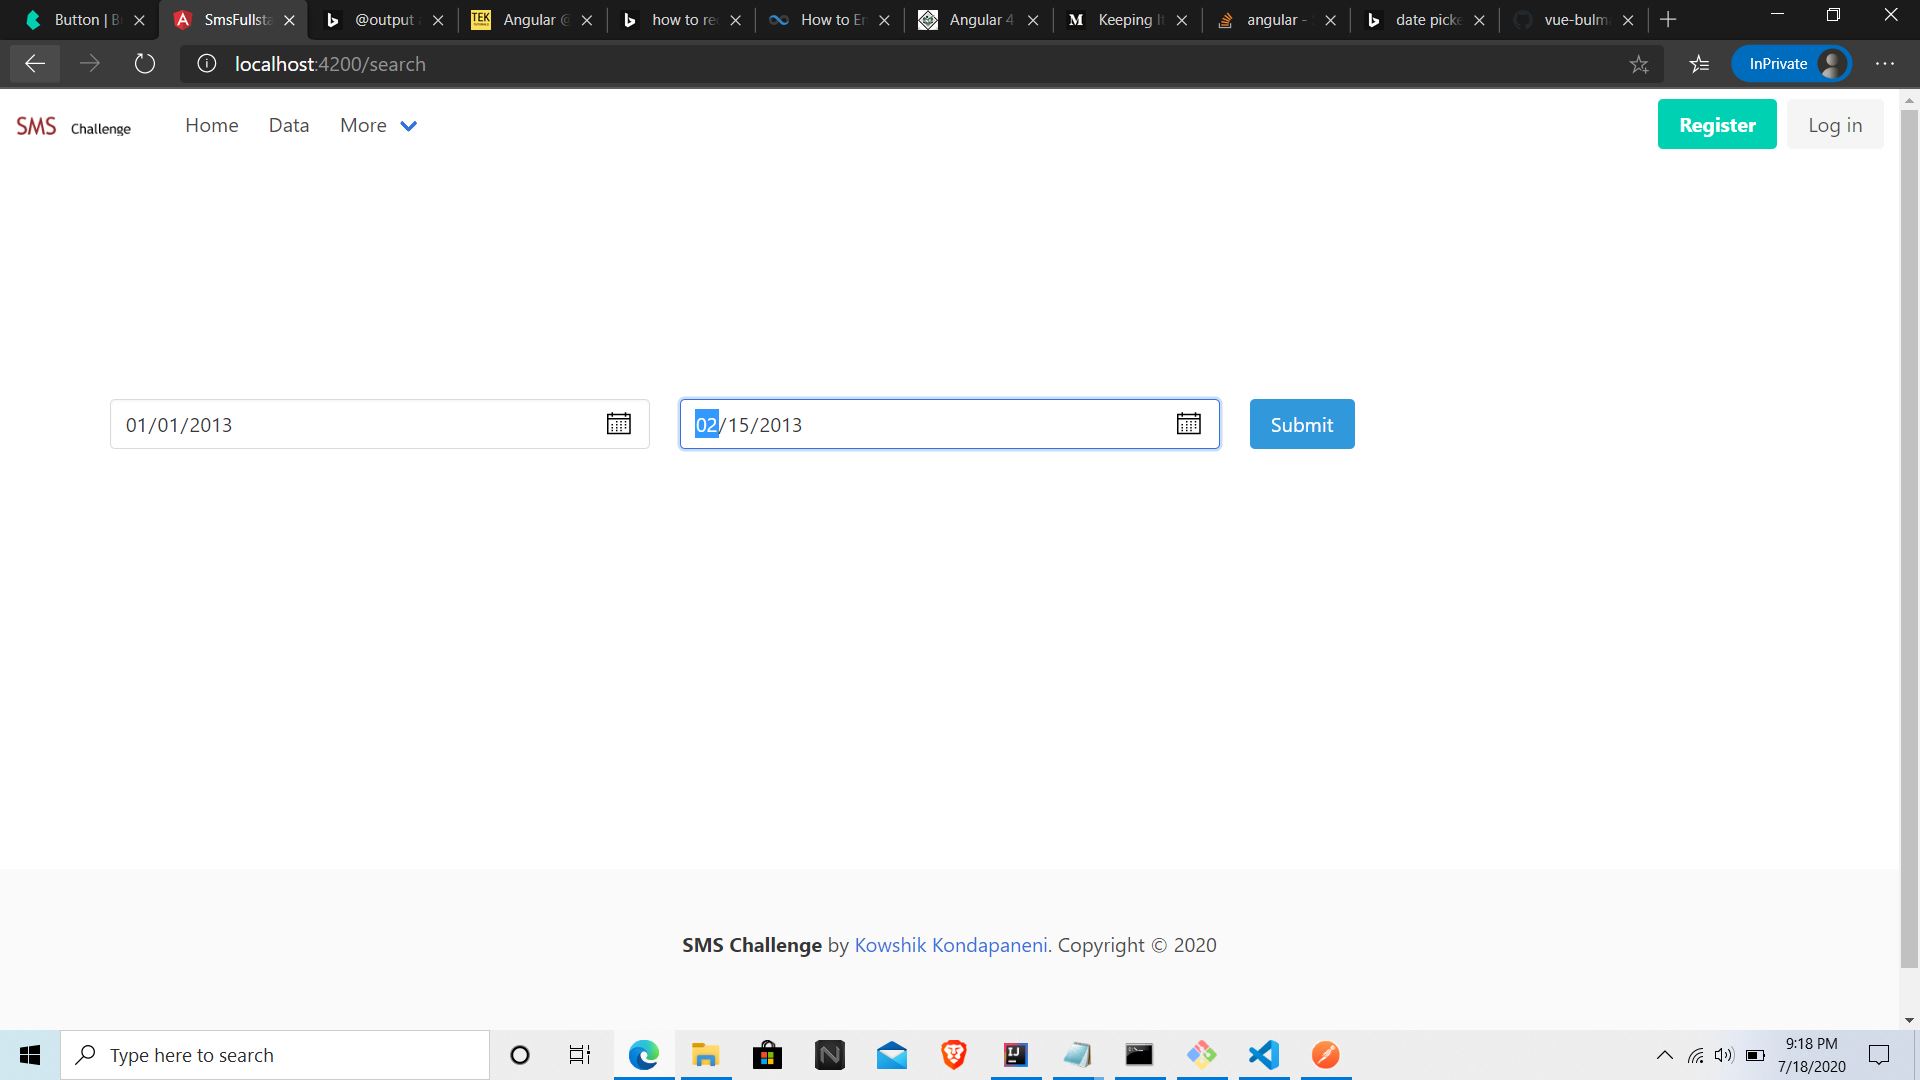 Button | B
SmsFullsta
@output
TEK
Angular @
how to re
How to Er
Angular 4
Keeping It
angular -
date picke
vue-bulm
localhost:4200/search
InPrivate
SMS Challenge
Home
Data
More
Register
Log in
01/01/2013
02/15/2013
Submit
SMS Challenge by Kowshik Kondapaneni. Copyright © 2020
Type here to search
9:18 PM
7/18/2020